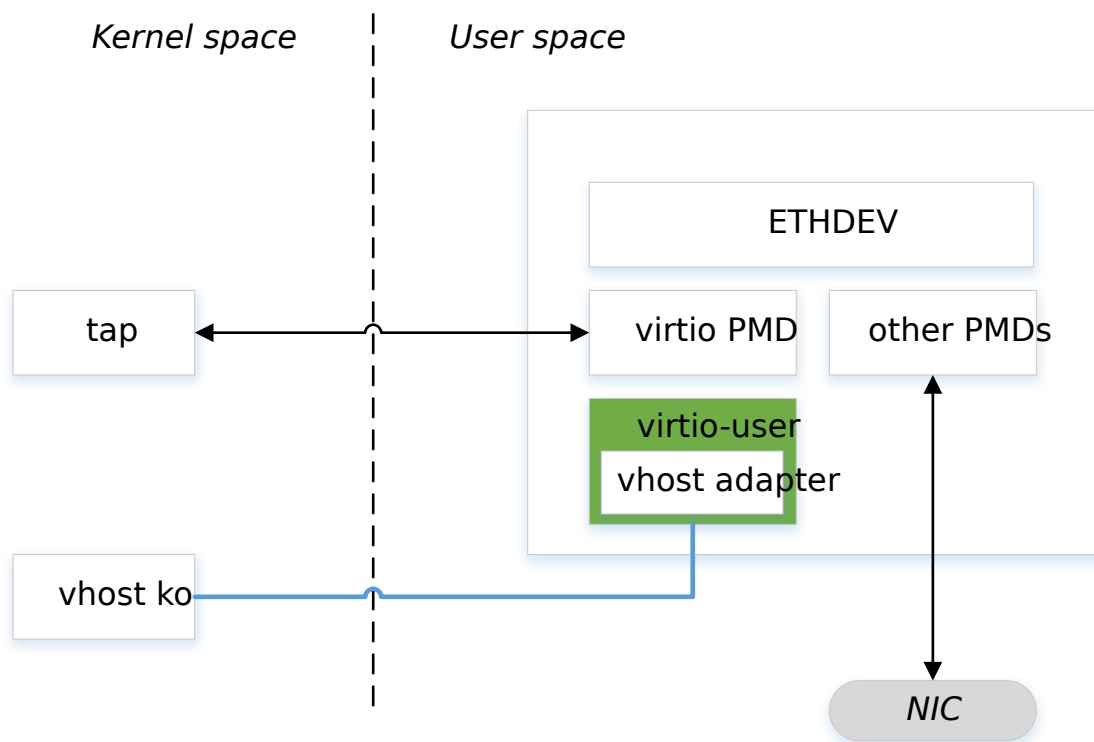 Kernel space
User space
ETHDEV
tap
virtio PMD
other PMDs
virtio-user
vhost adapter
vhost ko
NIC